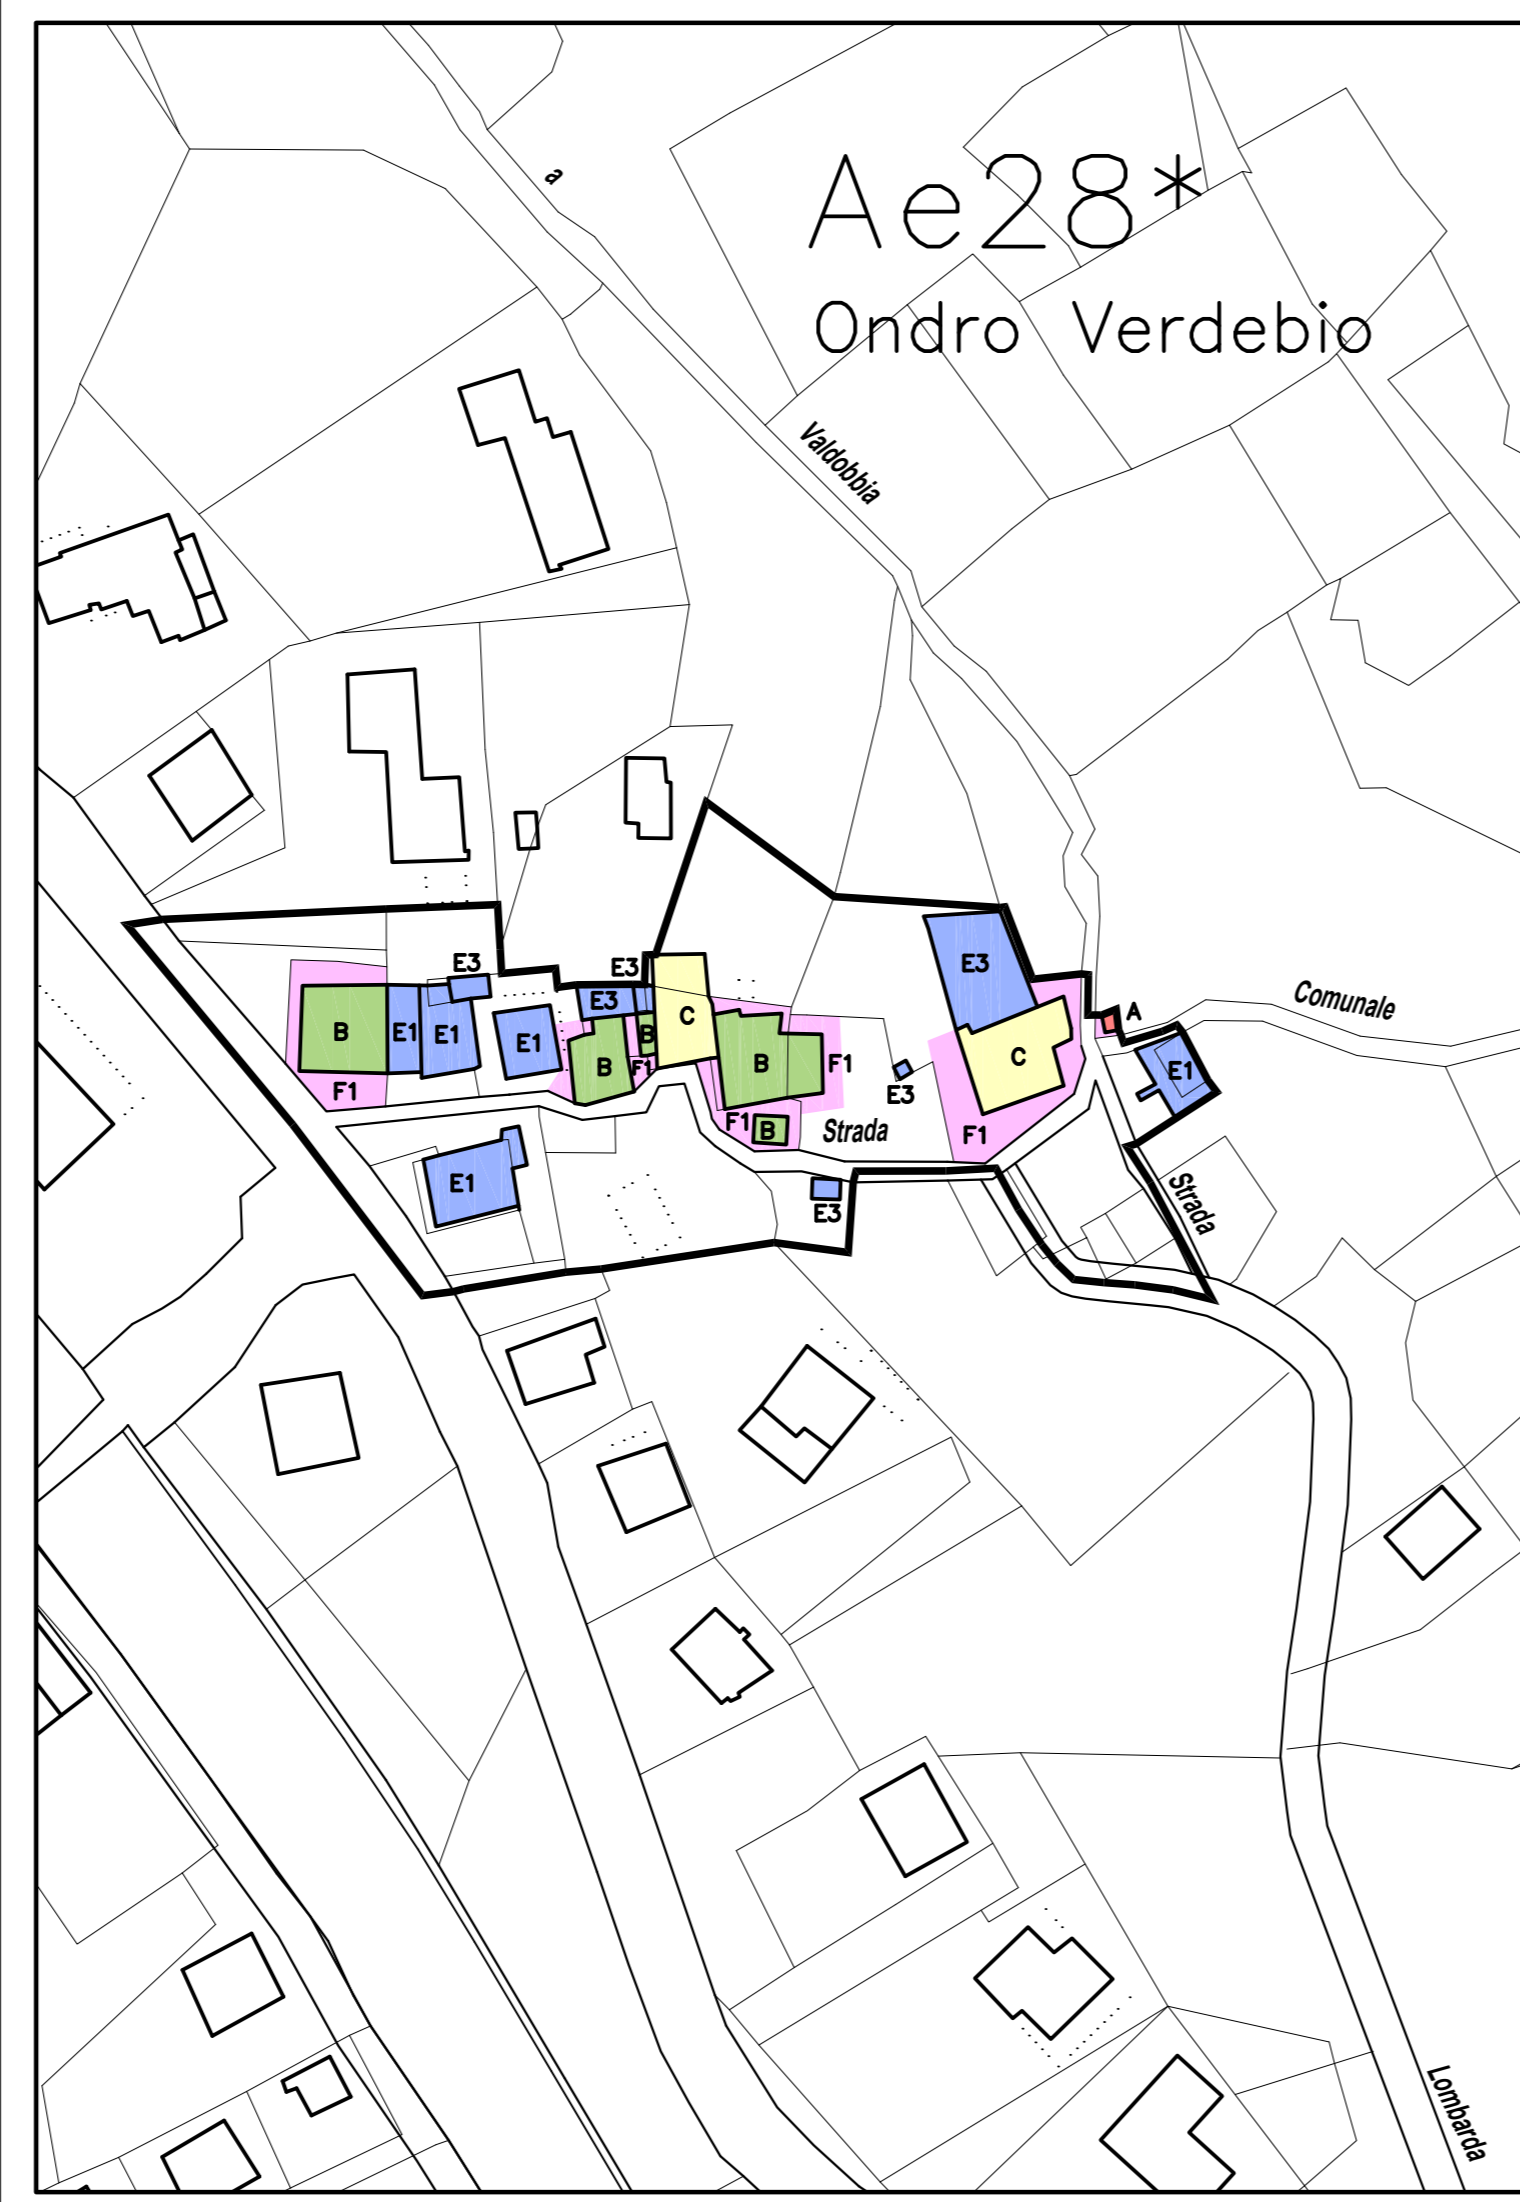 a
Ae28*
Ondro Verdebio
Valdobbia
E3
E3
E3
E3
Comunale
A
B
E1
E1
E1
B
B
F1
C
B
F1
E3
C
E1
F1
F1
B
Strada
F1
E1
E3
Strada
Lombarda